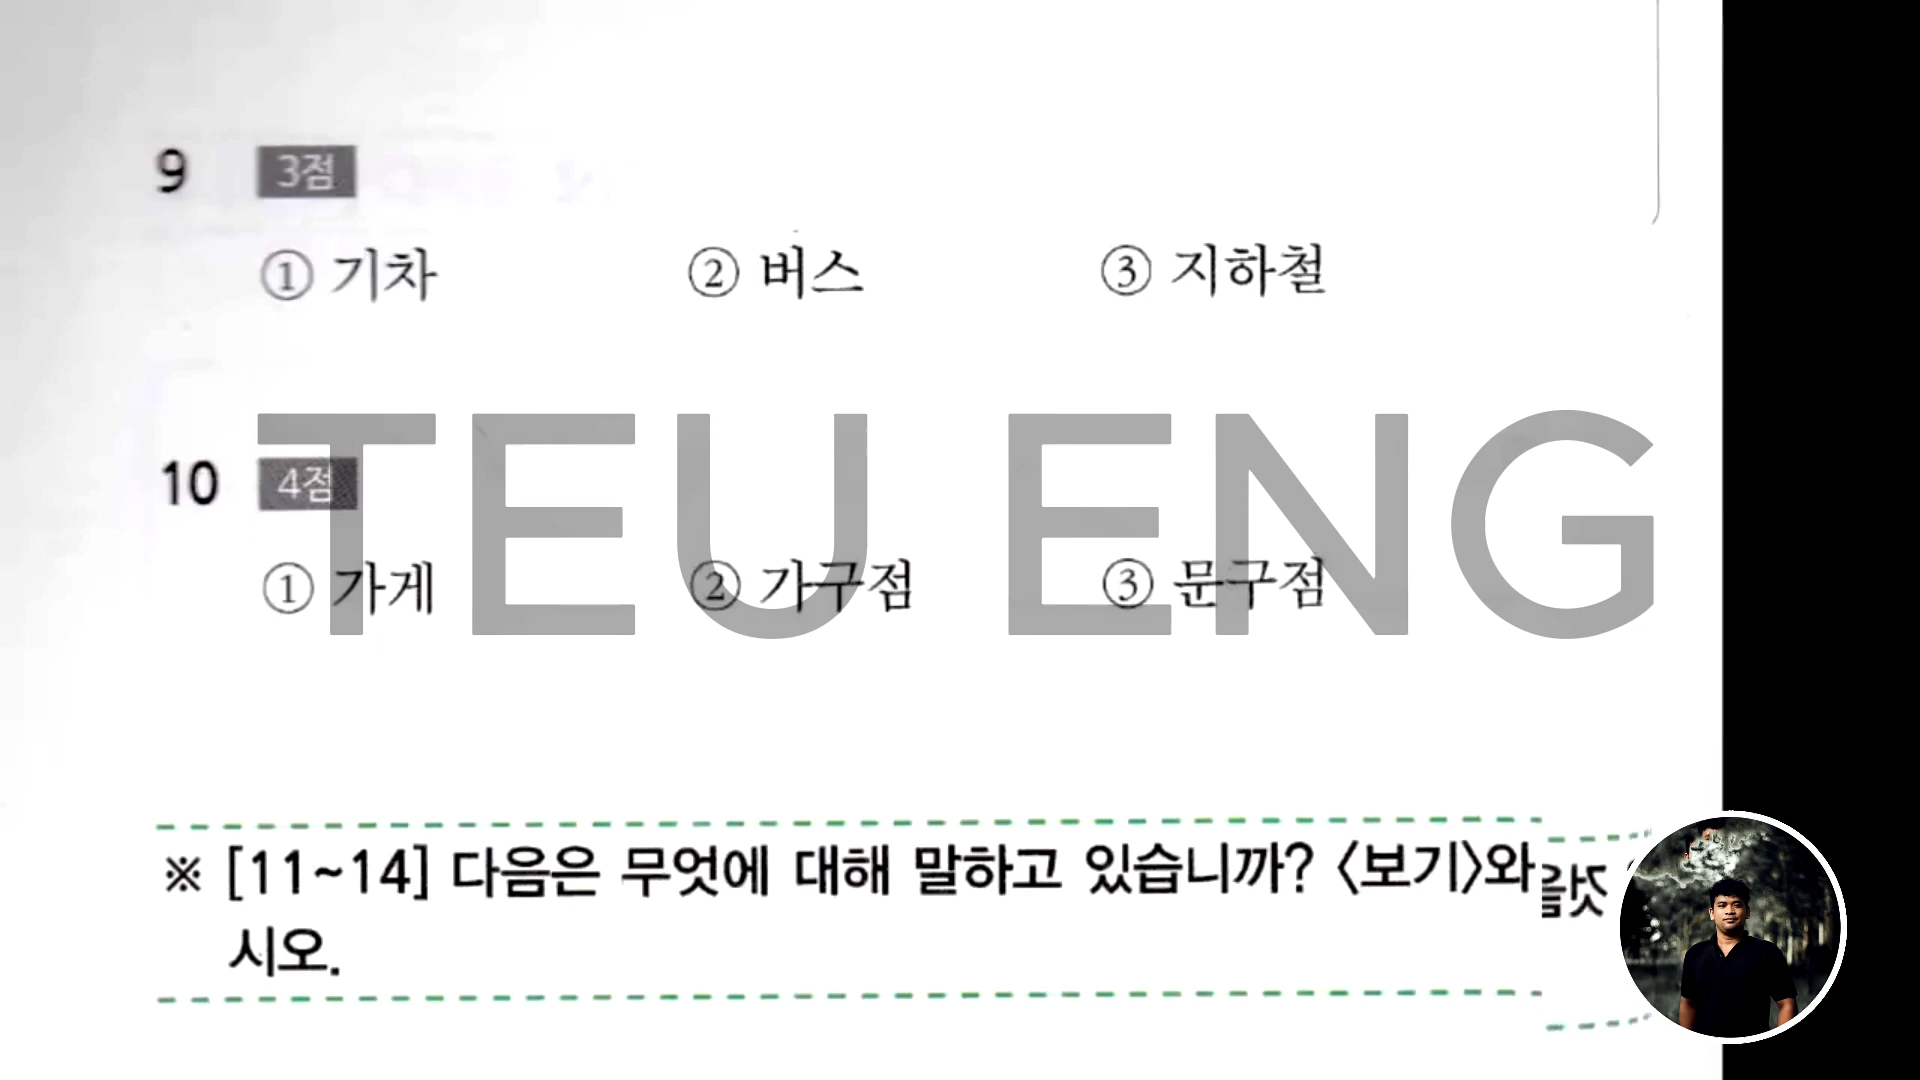 9 3점
① 기차 ② 버스 ③ 지하철
TEU ENG
10 4점
① 가게 ② 가구점 ③ 문구점
※ [11~14] 다음은 무엇에 대해 말하고 있습니까? <보기>와
시오.